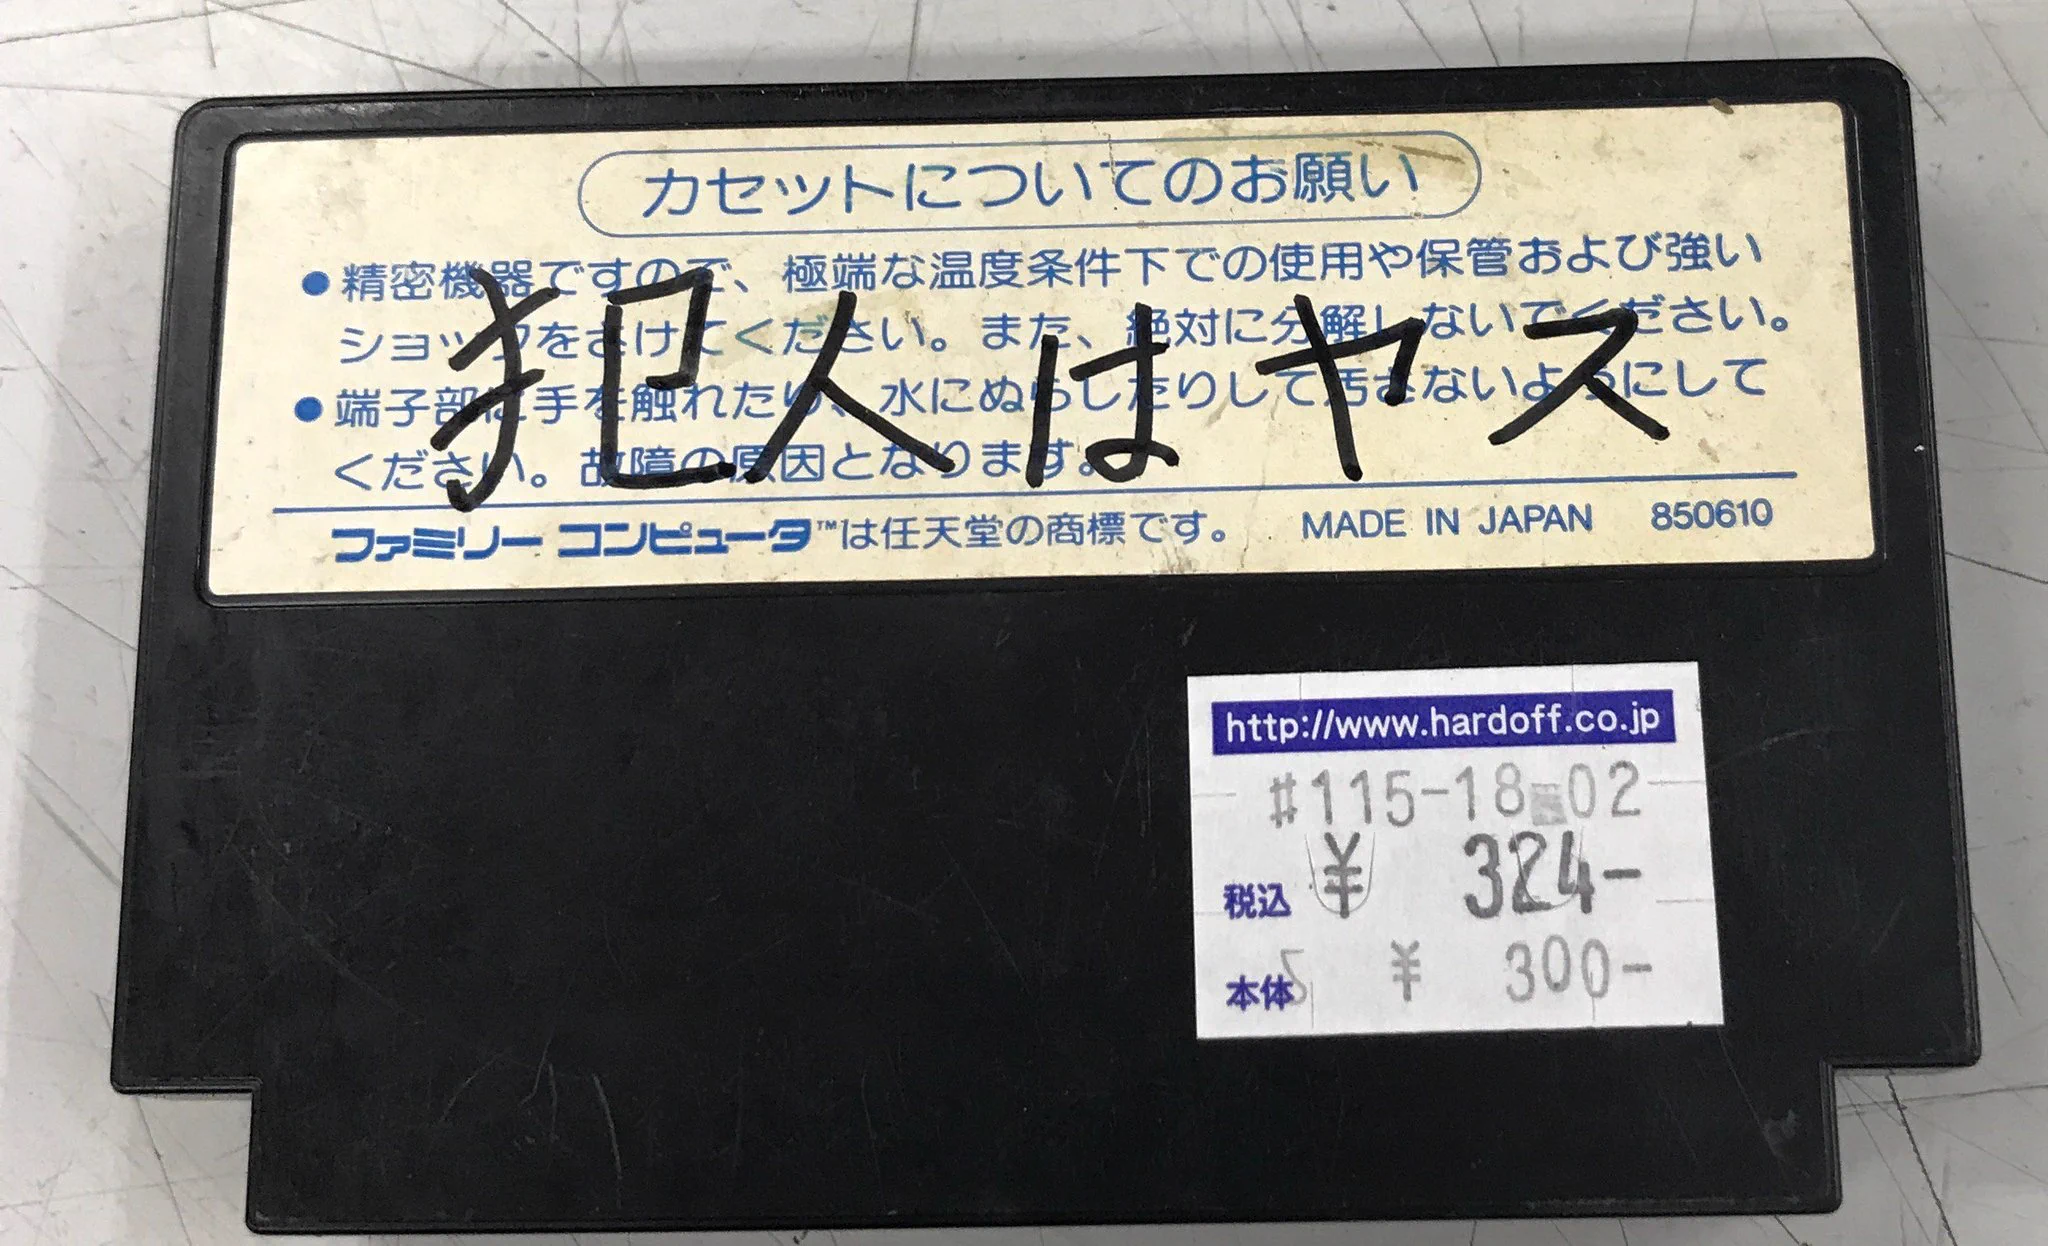 カセットについてのお願い
●精密機器ですので、極端な温度条件下での使用や保管および強い
ショックをさけてください。また、絶対に分解しないでください。
●端子部に手を触れたり、水にぬらしたりして汚さないようにして
ください。故障の原因となります。
犯人はヤス
ファミリーコンピュータ™は任天堂の商標です。 MADE IN JAPAN 850610
http://www.hardoff.co.jp
#115-18 02
税込 ¥ 324-
本体 ¥ 300-